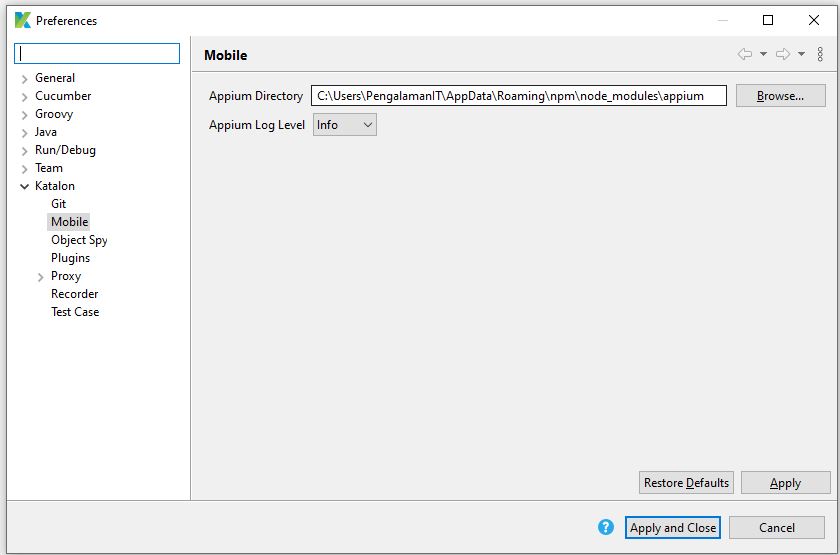 Preferences
Mobile
General
Cucumber
Groovy
Java
Run/Debug
Team
Katalon
Git
Mobile
Object Spy
Plugins
Proxy
Recorder
Test Case
Appium Directory C:\Users\PengalamanIT\AppData\Roaming\npm\node_modules\appium Browse...
Appium Log Level Info
Restore Defaults Apply
? Apply and Close Cancel